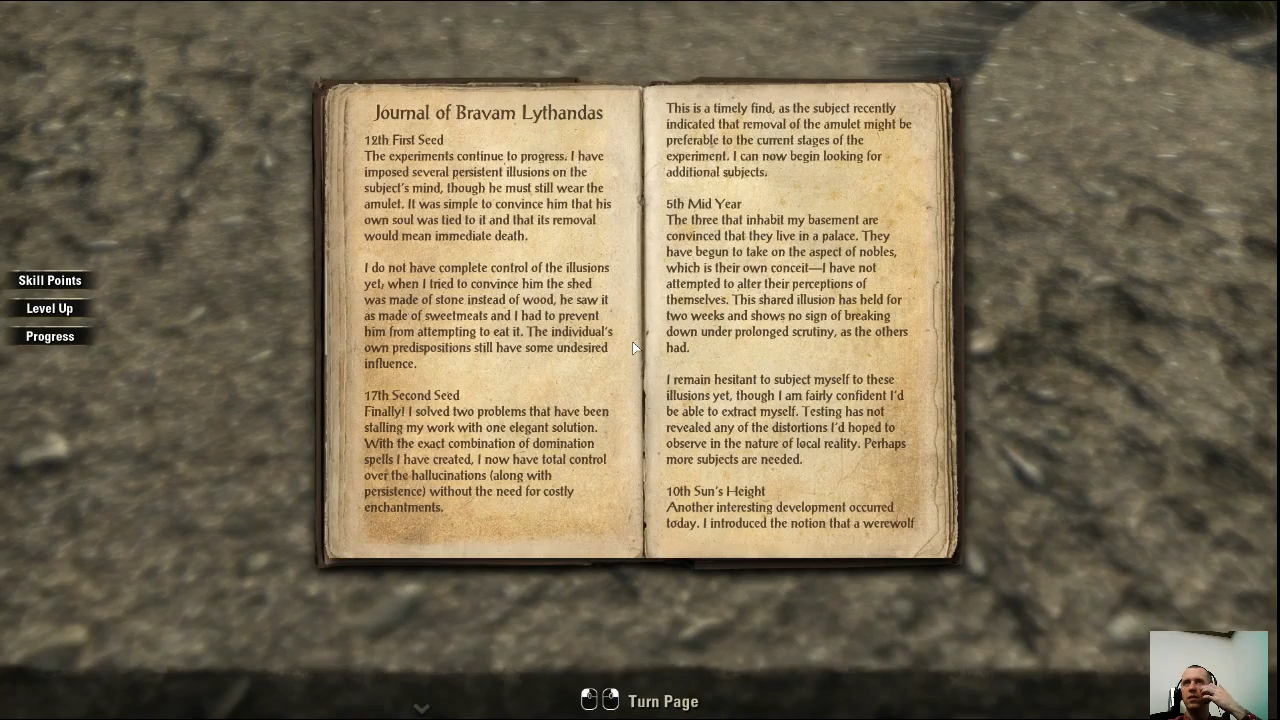 Journal of Bravam Lythandas
12th First Seed
The experiments continue to progress. I have
imposed several persistent illusions on the
subject's mind, though he must still wear the
amulet. It was simple to convince him that his
own soul was tied to it and that its removal
would mean immediate death.
I do not have complete control of the illusions
yet; when I tried to convince him the shed
was made of stone instead of wood, he saw it
as made of sweetmeats and I had to prevent
him from attempting to eat it. The individual's
own predispositions still have some undesired
influence.
17th Second Seed
Finally! I solved two problems that have been
stalling my work with one elegant solution.
With the exact combination of domination
spells I have created, I now have total control
over the hallucinations (along with
persistence) without the need for costly
enchantments.
This is a timely find, as the subject recently
indicated that removal of the amulet might be
preferable to the current stages of the
experiment. I can now begin looking for
additional subjects.
5th Mid Year
The three that inhabit my basement are
convinced that they live in a palace. They
have begun to take on the aspect of nobles,
which is their own conceit—I have not
attempted to alter their perceptions of
themselves. This shared illusion has held for
two weeks and shows no sign of breaking
down under prolonged scrutiny, as the others
had.
I remain hesitant to subject myself to these
illusions yet, though I am fairly confident I'd
be able to extract myself. Testing has not
revealed any of the distortions I'd hoped to
observe in the nature of local reality. Perhaps
more subjects are needed.
10th Sun's Height
Another interesting development occurred
today. I introduced the notion that a werewolf
Skill Points
Level Up
Progress
Turn Page